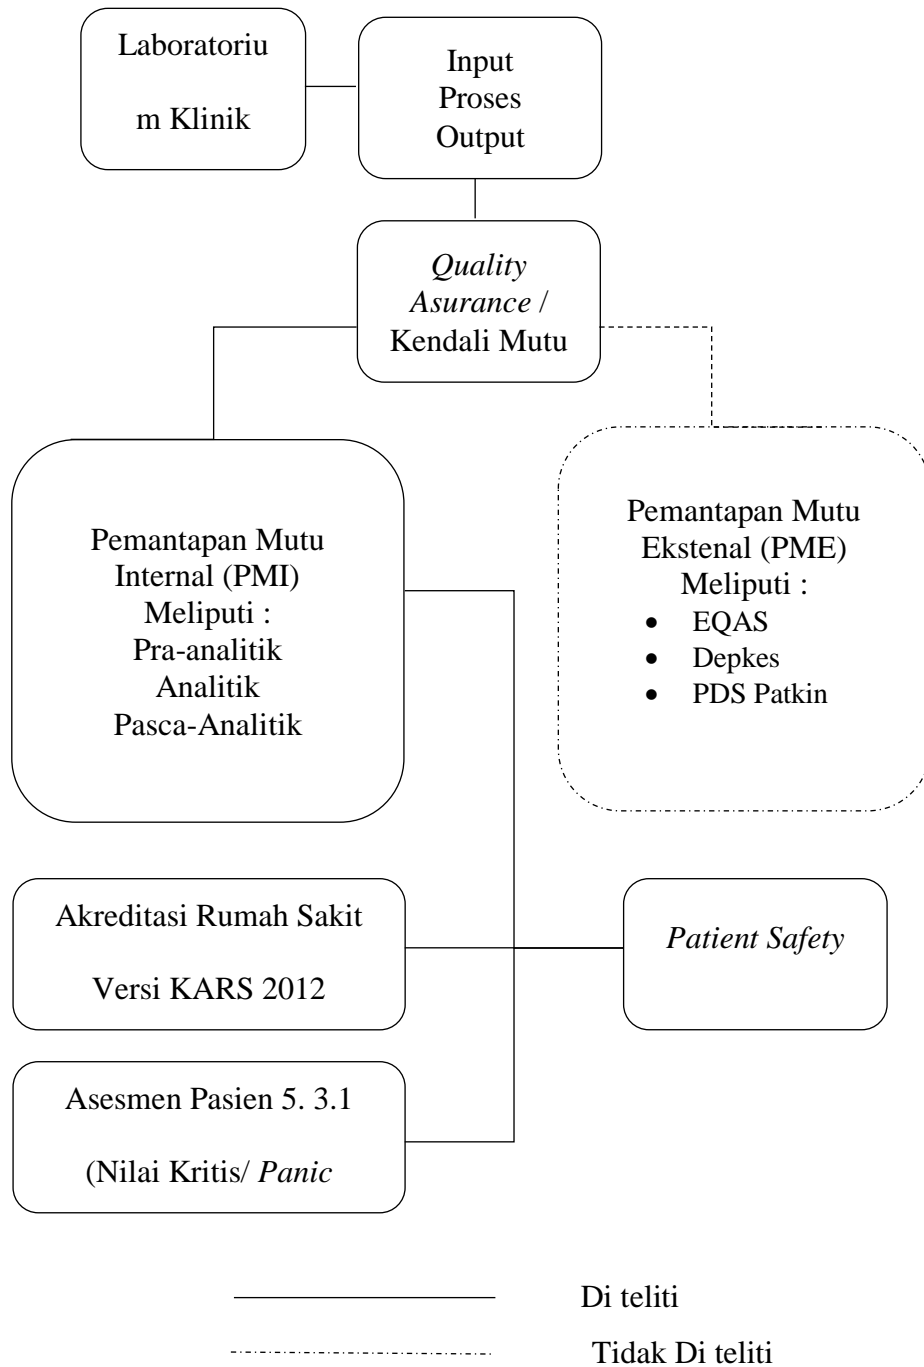 Laboratoriu
m Klinik
Input
Proses
Output
Quality
Asurance /
Kendali Mutu
Pemantapan Mutu
Internal (PMI)
Meliputi :
Pra-analitik
Analitik
Pasca-Analitik
Pemantapan Mutu
Ekstenal (PME)
Meliputi :
• EQAS
• Depkes
• PDS Patkin
Akreditasi Rumah Sakit
Versi KARS 2012
Patient Safety
Asesmen Pasien 5. 3.1
(Nilai Kritis/ Panic
Di teliti
Tidak Di teliti